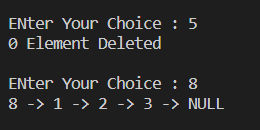 ENter Your Choice : 5
0 Element Deleted
ENter Your Choice : 8
8 -> 1 -> 2 -> 3 -> NULL